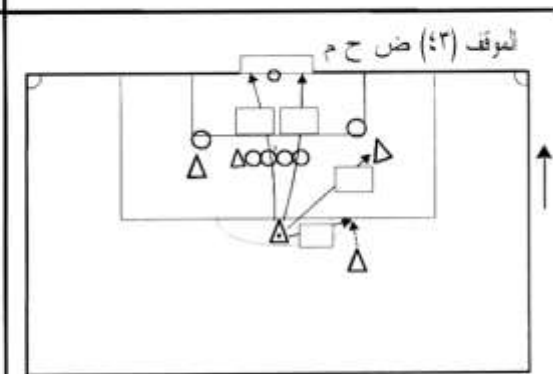 الموقف (٤٣) ض ح م